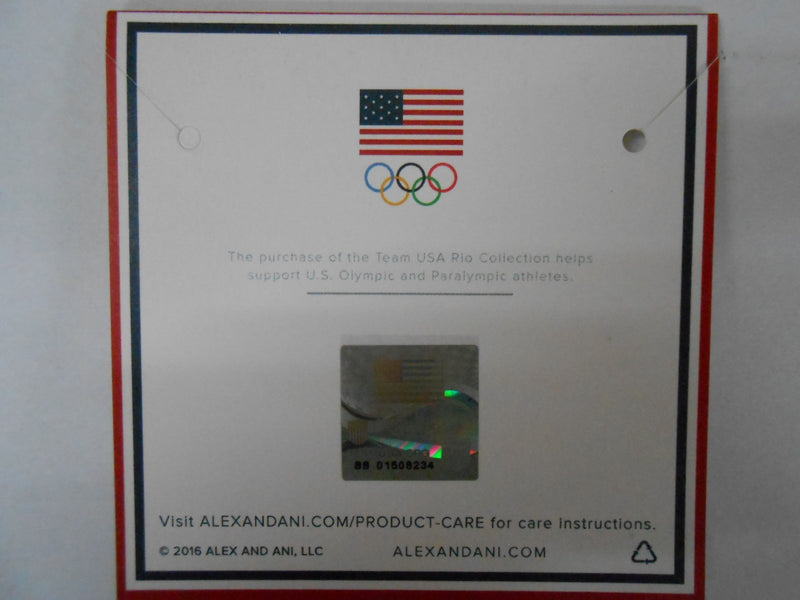 The purchase of the Team USA Rio Collection helps
support U.S. Olympic and Paralympic athletes.
BB 01508234
Visit ALEXANDANI.COM/PRODUCT-CARE for care instructions.
© 2016 ALEX AND ANI, LLC
ALEXANDANI.COM